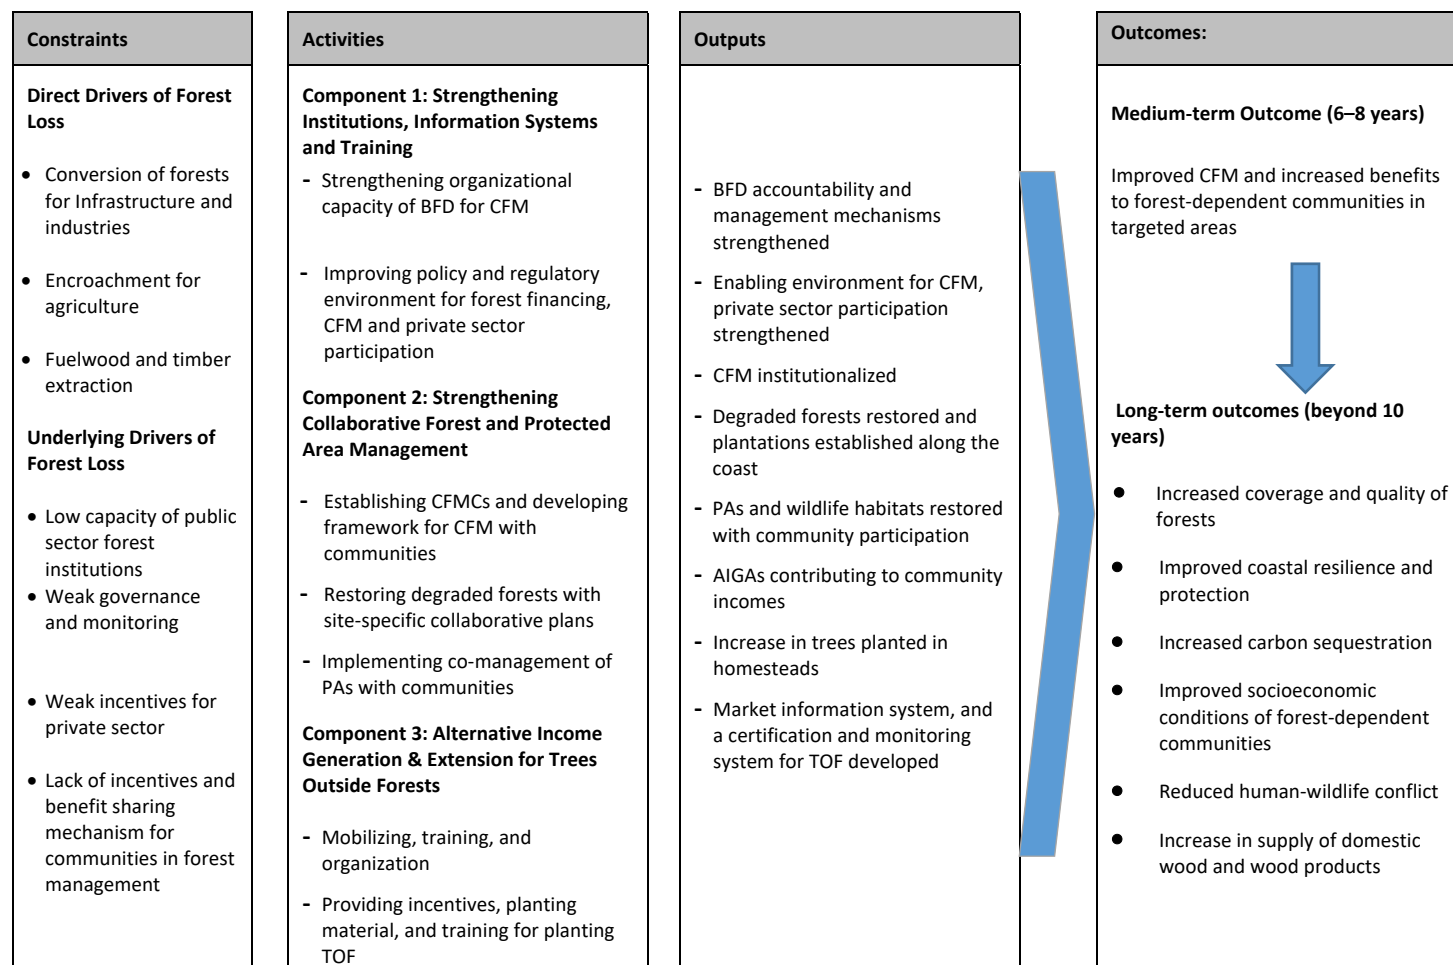 Constraints
Direct Drivers of Forest
Loss
• Conversion of forests
for Infrastructure and
industries
• Encroachment for
agriculture
• Fuelwood and timber
extraction
Underlying Drivers of
Forest Loss
• Low capacity of public
sector forest
institutions
• Weak governance
and monitoring
• Weak incentives for
private sector
• Lack of incentives and
benefit sharing
mechanism for
communities in forest
management
Activities
Component 1: Strengthening
Institutions, Information Systems
and Training
- Strengthening organizational
capacity of BFD for CFM
- Improving policy and regulatory
environment for forest financing,
CFM and private sector
participation
Component 2: Strengthening
Collaborative Forest and Protected
Area Management
- Establishing CFMCs and developing
framework for CFM with
communities
- Restoring degraded forests with
site-specific collaborative plans
- Implementing co-management of
PAs with communities
Component 3: Alternative Income
Generation & Extension for Trees
Outside Forests
- Mobilizing, training, and
organization
- Providing incentives, planting
material, and training for planting
TOF
Outputs
- BFD accountability and
management mechanisms
strengthened
- Enabling environment for CFM,
private sector participation
strengthened
- CFM institutionalized
- Degraded forests restored and
plantations established along the
coast
- PAs and wildlife habitats restored
with community participation
- AIGAs contributing to community
incomes
- Increase in trees planted in
homesteads
- Market information system, and
a certification and monitoring
system for TOF developed
Outcomes:
Medium-term Outcome (6–8 years)
Improved CFM and increased benefits
to forest-dependent communities in
targeted areas
Long-term outcomes (beyond 10
years)
● Increased coverage and quality of
forests
● Improved coastal resilience and
protection
● Increased carbon sequestration
● Improved socioeconomic
conditions of forest-dependent
communities
● Reduced human-wildlife conflict
● Increase in supply of domestic
wood and wood products